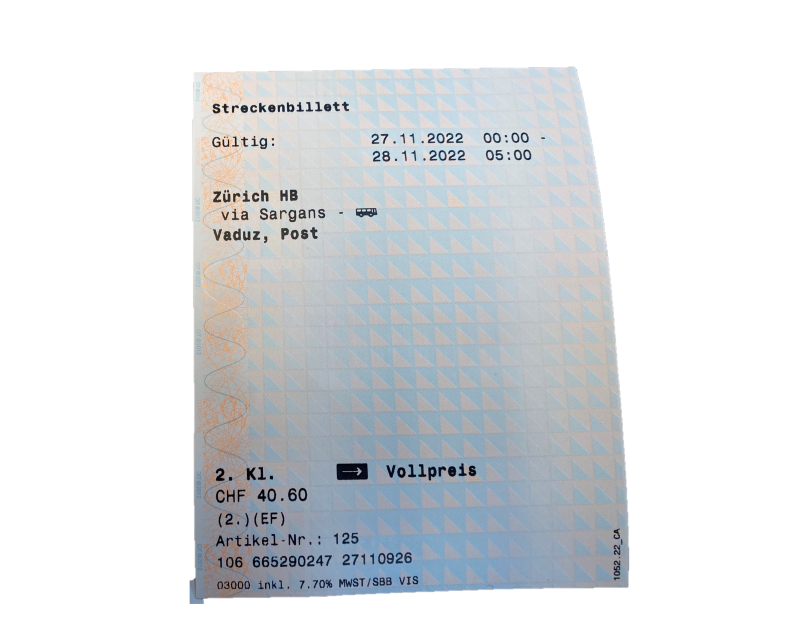 Streckenbillett
Gültig: 27.11.2022 00:00 -
28.11.2022 05:00
Zürich HB
via Sargans -
Vaduz, Post
2. Kl. → Vollpreis
CHF 40.60
(2.)(EF)
Artikel-Nr.: 125
106 665290247 27110926
03000 inkl. 7.70% MWST/SBB VIS
1052.22_CA